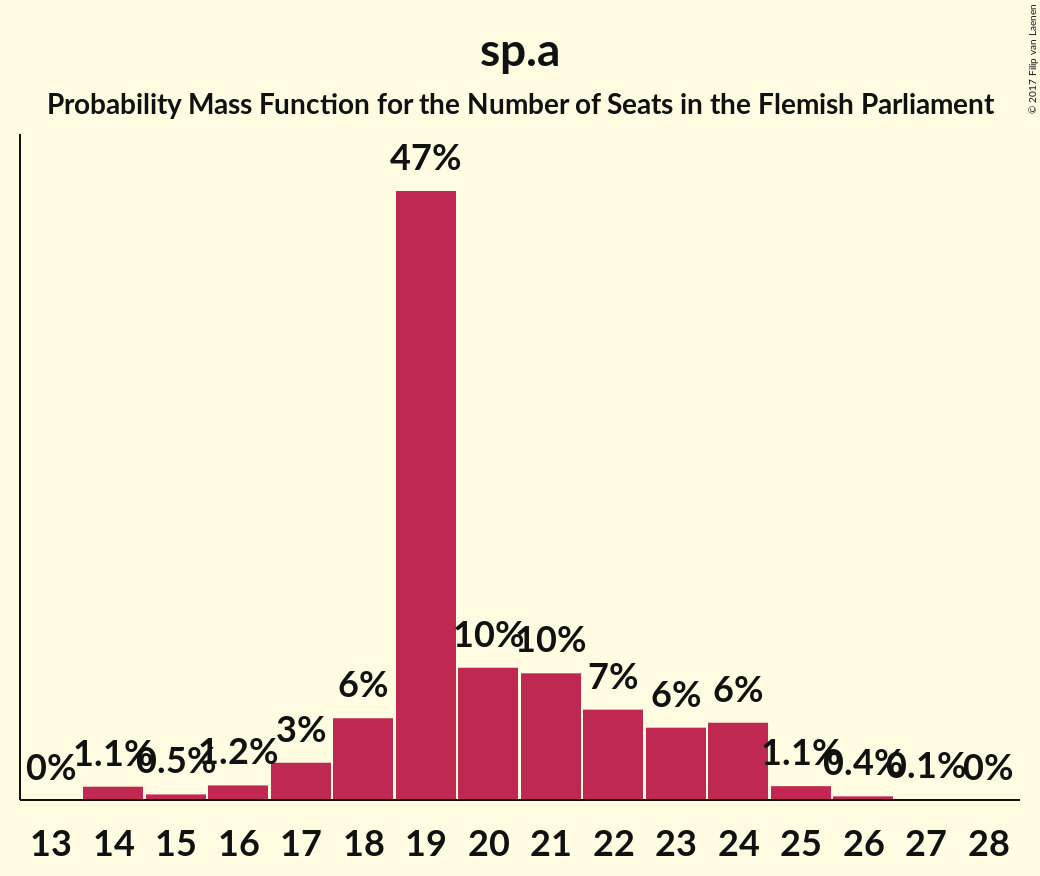 sp.a
Probability Mass Function for the Number of Seats in the Flemish Parliament
© 2017 Filip van Laenen
0% 1.1% 0.5% 1.2% 3% 6% 47% 10% 10% 7% 6% 6% 1.1% 0.4% 0.1% 0%
13 14 15 16 17 18 19 20 21 22 23 24 25 26 27 28